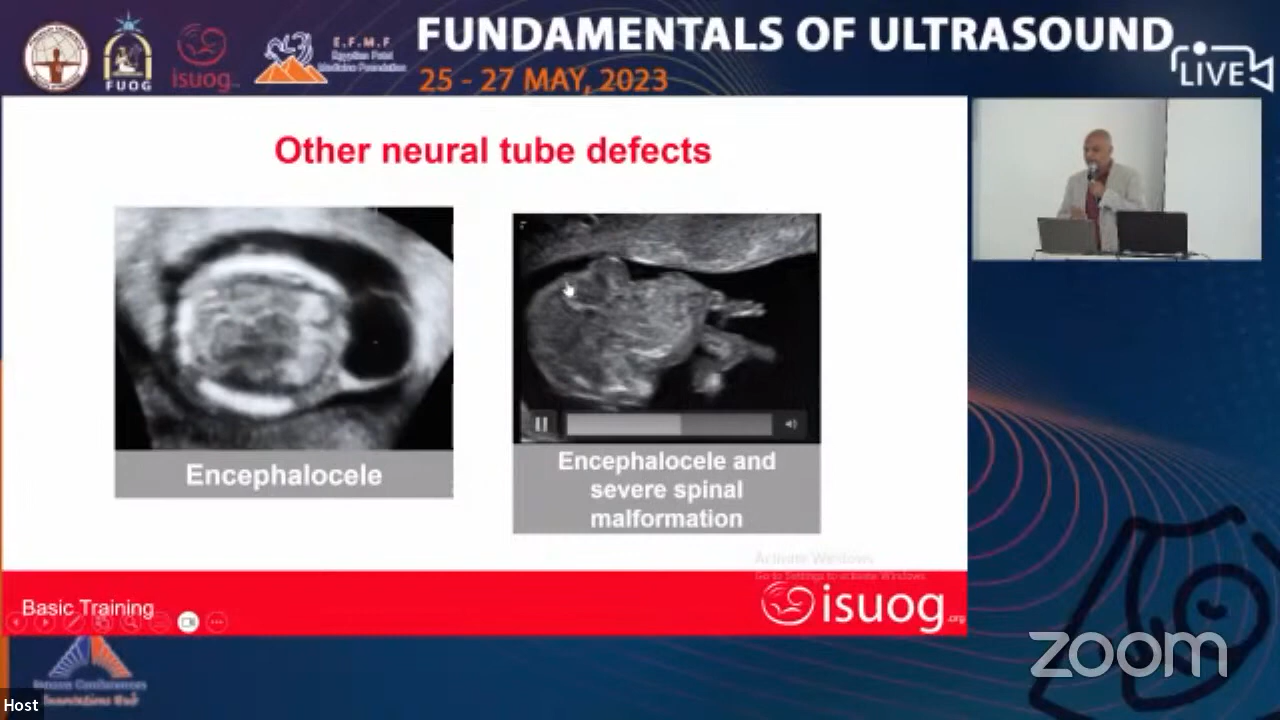 FUNDAMENTALS OF ULTRASOUND
25 - 27 MAY, 2023
LIVE
FUOG
isuog
E.F.M.F
Egyptian Fetal
Medicine Foundation
Other neural tube defects
Encephalocele
Encephalocele and
severe spinal
malformation
Activate Windows
Go to Settings to activate Windows.
Basic Training
isuog.org
zoom
Host